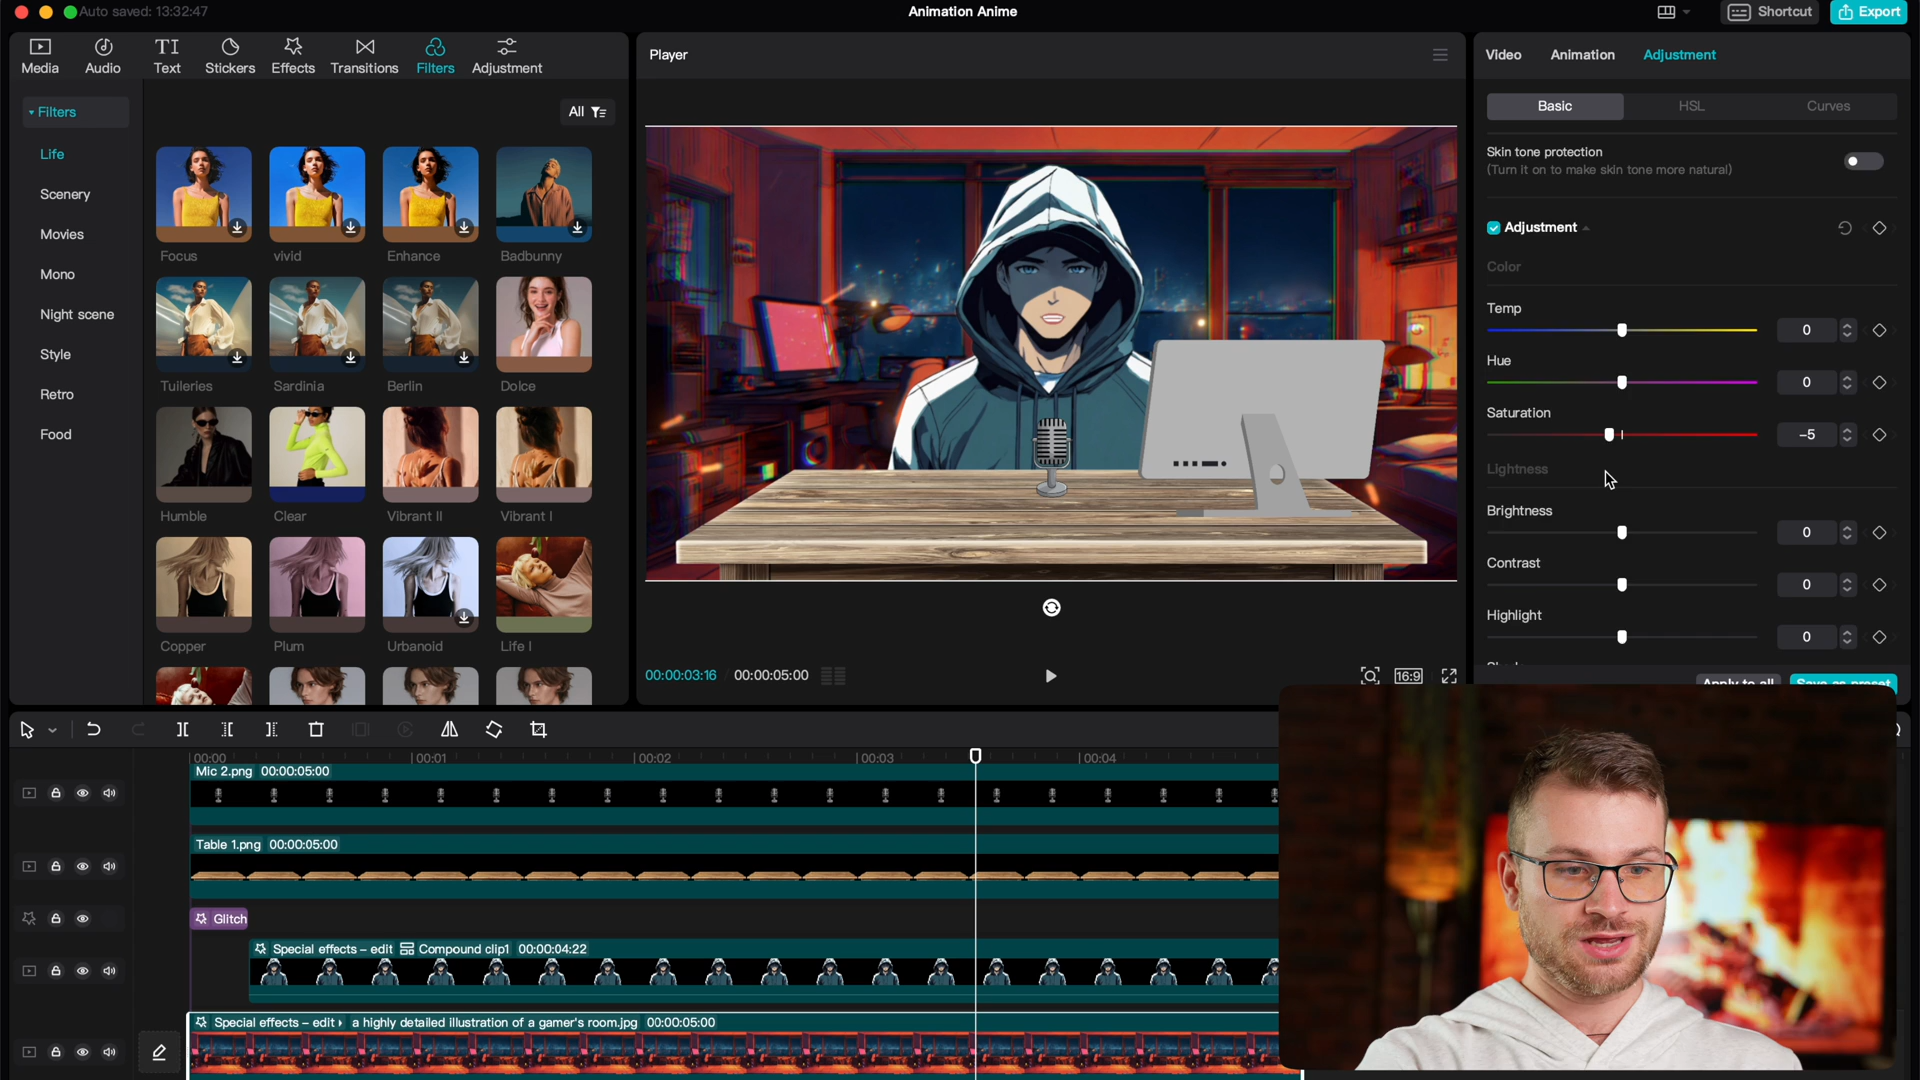 Auto saved: 13:32:47
Animation Anime
Shortcut
Export
Media
Audio
Text
Stickers
Effects
Transitions
Filters
Adjustment
Filters
All
Life
Scenery
Movies
Mono
Night scene
Style
Retro
Food
Focus
vivid
Enhance
Badbunny
Tuileries
Sardinia
Berlin
Dolce
Humble
Clear
Vibrant II
Vibrant I
Copper
Plum
Urbanoid
Life I
Player
00:00:03:16
00:00:05:00
16:9
Video
Animation
Adjustment
Basic
HSL
Curves
Skin tone protection
(Turn it on to make skin tone more natural)
Adjustment
Color
Temp
0
Hue
0
Saturation
-5
Lightness
Brightness
0
Contrast
0
Highlight
0
Apply to all
Save as preset
00:00
00:01
00:02
00:03
00:04
Mic 2.png 00:00:05:00
Table 1.png 00:00:05:00
Glitch
Special effects – edit Compound clip1 00:00:04:22
Special effects – edit a highly detailed illustration of a gamer's room.jpg 00:00:05:00